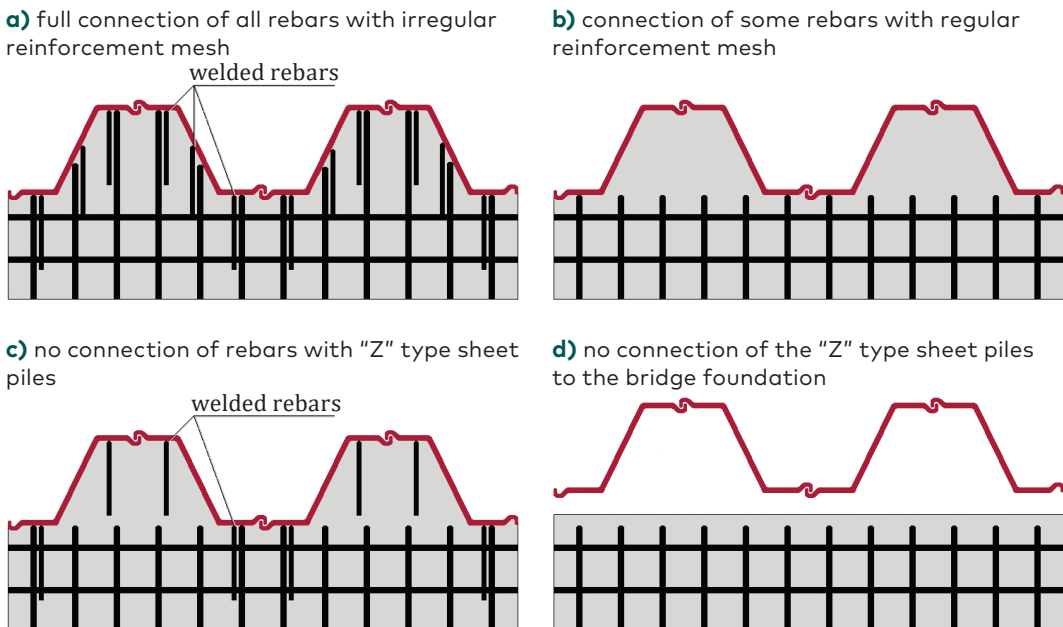 a) full connection of all rebars with irregular
reinforcement mesh
welded rebars
b) connection of some rebars with regular
reinforcement mesh
c) no connection of rebars with “Z” type sheet
piles
welded rebars
d) no connection of the “Z” type sheet piles
to the bridge foundation